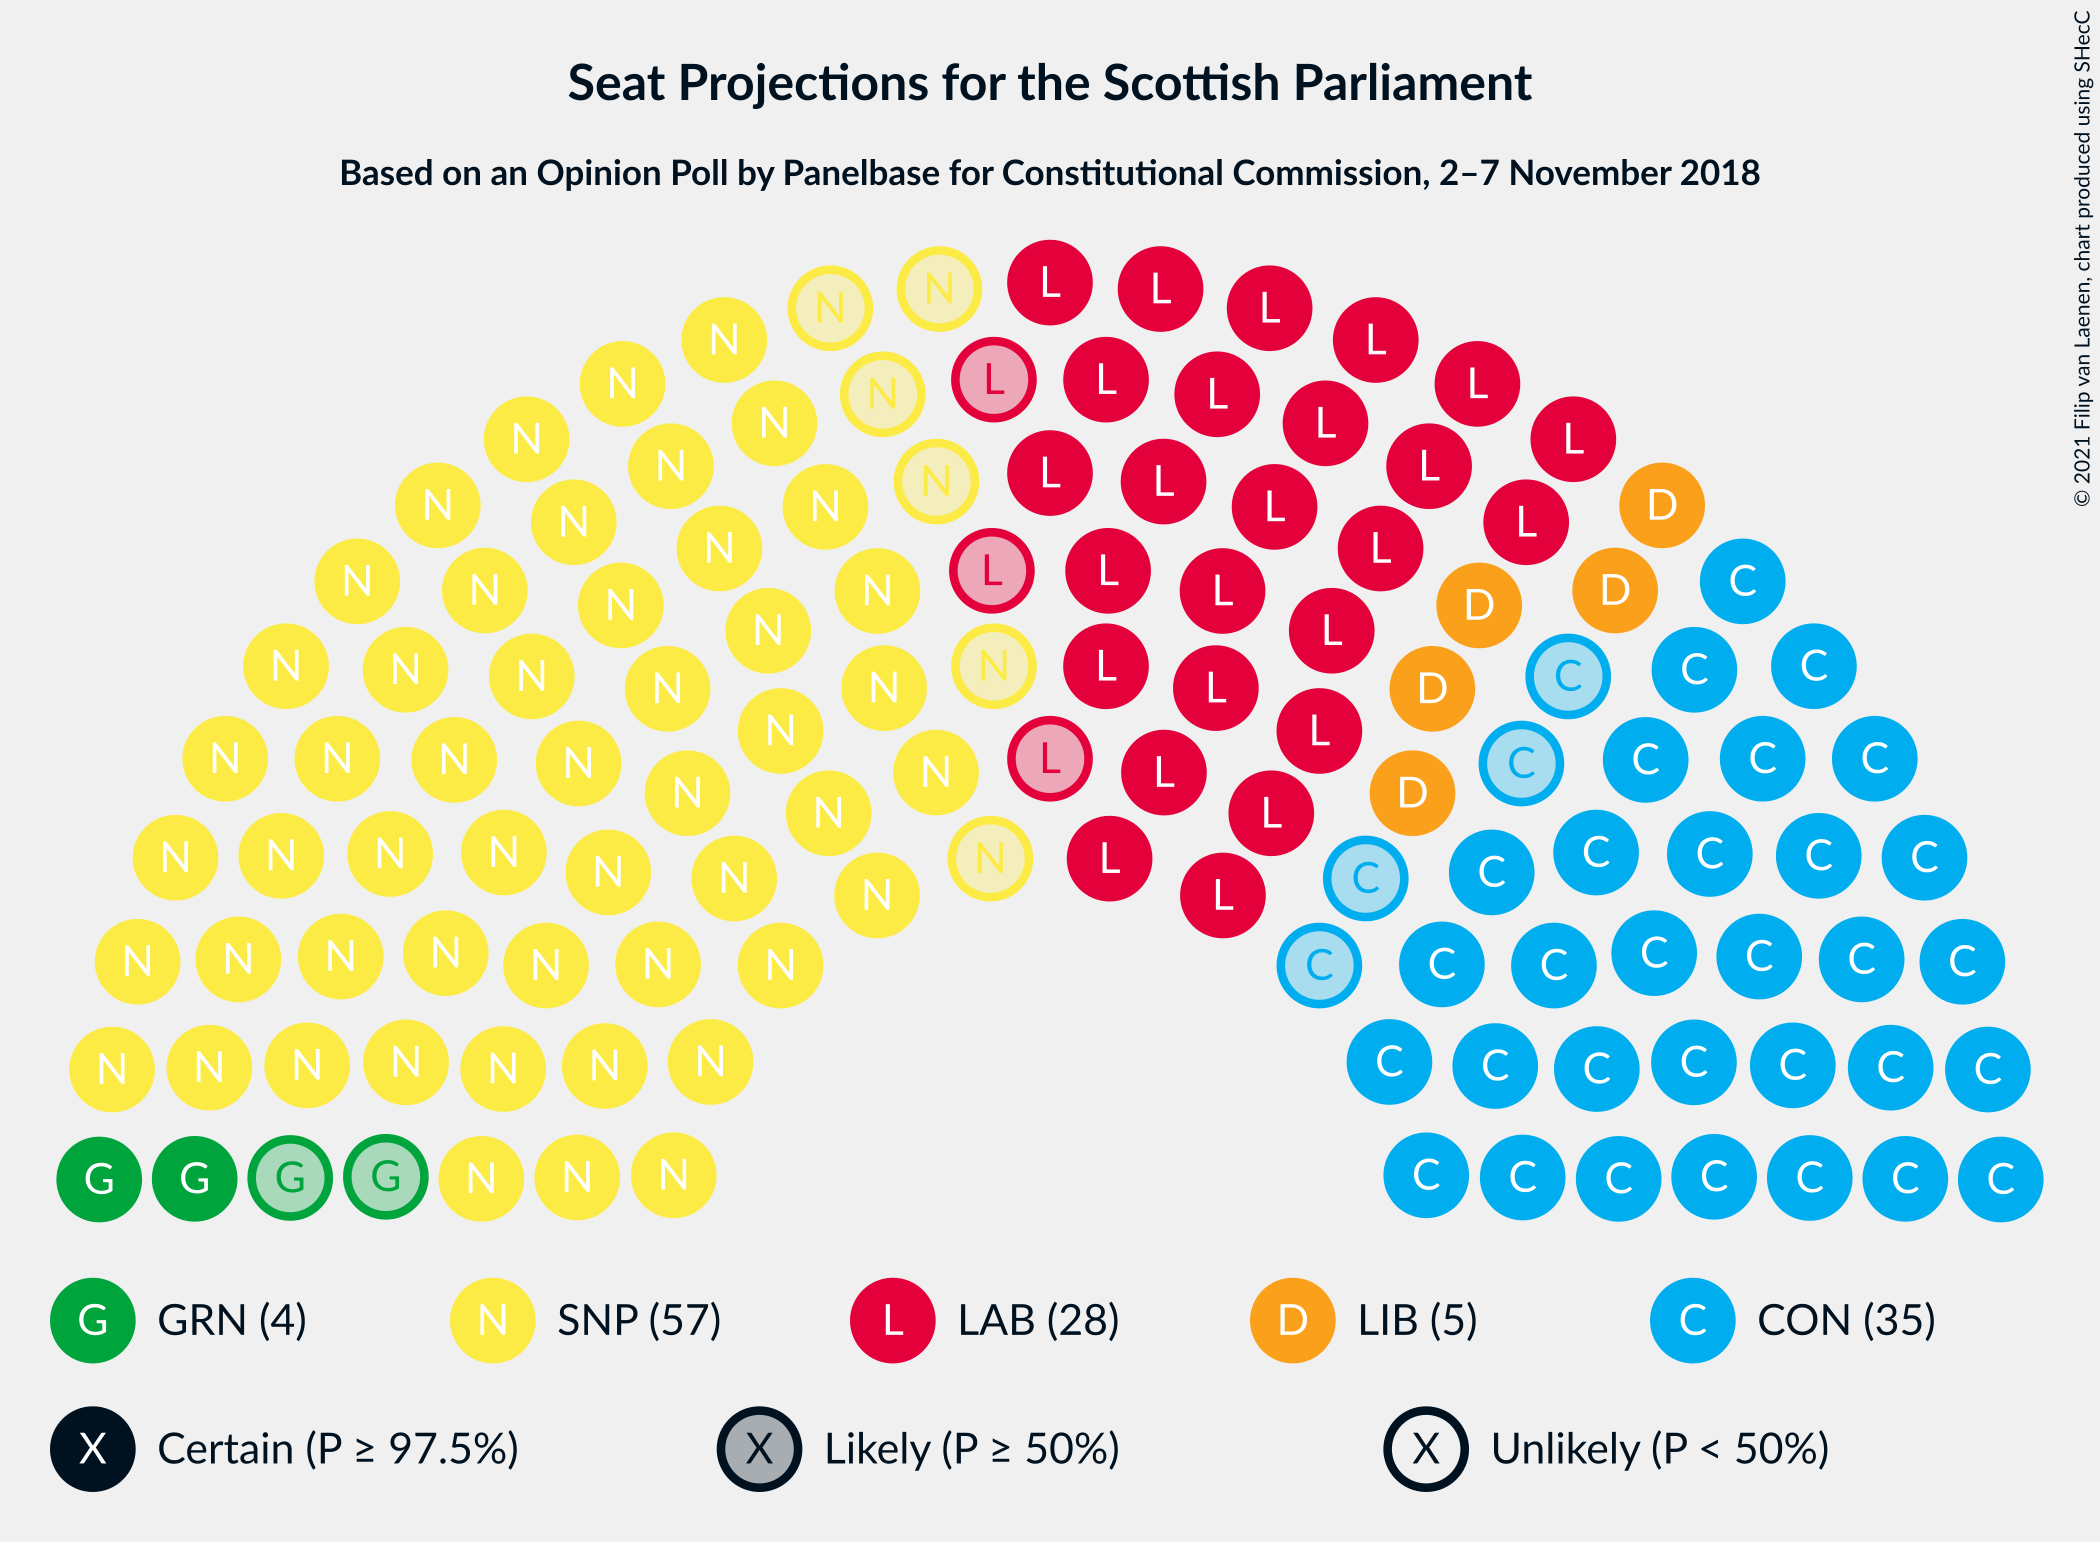 Seat Projections for the Scottish Parliament
Based on an Opinion Poll by Panelbase for Constitutional Commission, 2–7 November 2018
© 2021 Filip van Laenen, chart produced using SHecC
N N L L L
N L
N N L L L L
N N L L
N N L L L
N N N L L D
N L
N N N N L L L D D C
N L
N N N N N N L L D C C C
N L
N N N N N L L C C C C
N N L D
N N N N N N N N L L C C C C C C
N N N N N N N C C C C C C C
N N N N N N N C C C C C C C
G G G G N N N C C C C C C C
G GRN (4) N SNP (57) L LAB (28) D LIB (5) C CON (35)
X Certain (P ≥ 97.5%) X Likely (P ≥ 50%) X Unlikely (P < 50%)